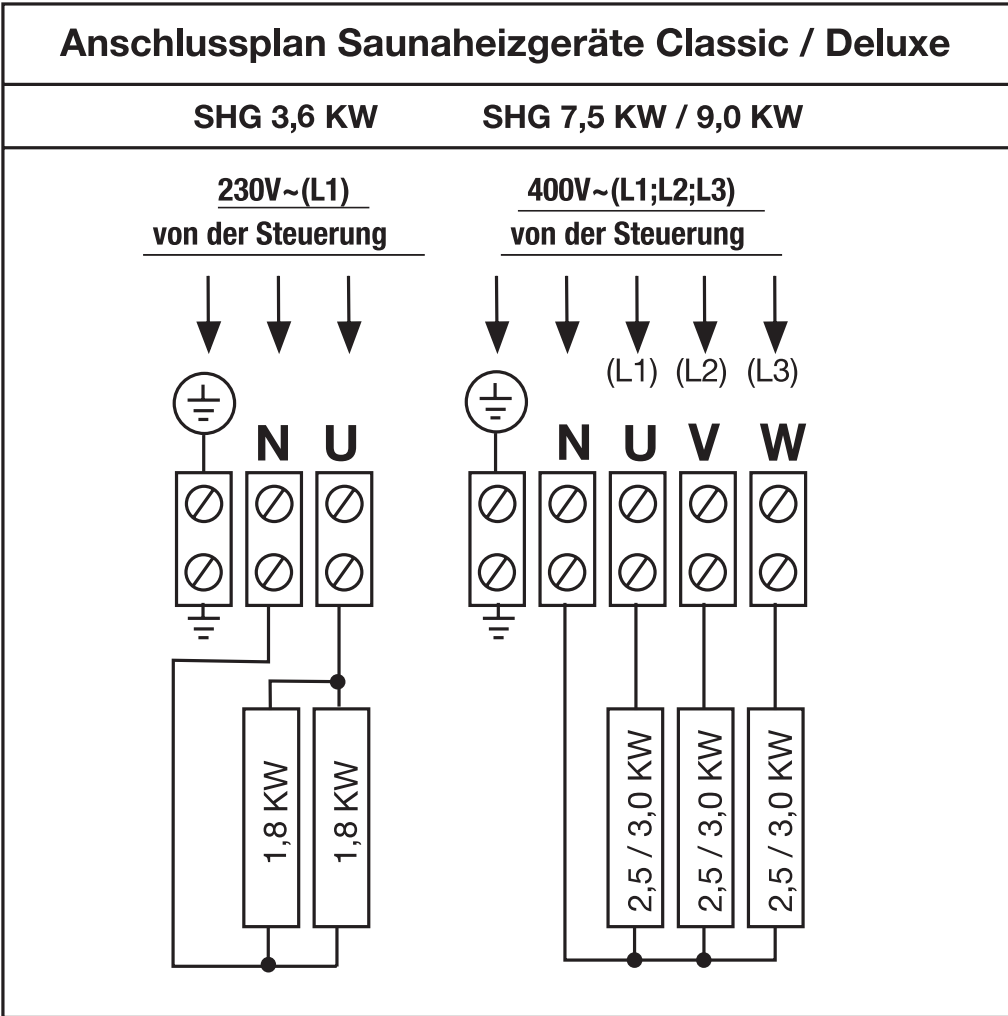 Anschlussplan Saunaheizgeräte Classic / Deluxe
SHG 3,6 KW
SHG 7,5 KW / 9,0 KW
230V~(L1)
von der Steuerung
400V~(L1;L2;L3)
von der Steuerung
(L1) (L2) (L3)
N U
N U V W
1,8 KW
1,8 KW
2,5 / 3,0 KW
2,5 / 3,0 KW
2,5 / 3,0 KW